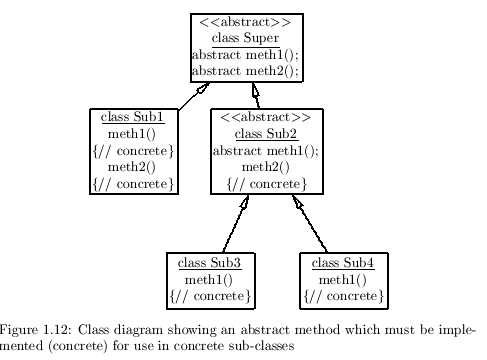 <<abstract>>
class Super
abstract meth1();
abstract meth2();
class Sub1
meth1()
{// concrete}
meth2()
{// concrete}
<<abstract>>
class Sub2
abstract meth1();
meth2()
{// concrete}
class Sub3
meth1()
{// concrete}
class Sub4
meth1()
{// concrete}
Figure 1.12: Class diagram showing an abstract method which must be imple-
mented (concrete) for use in concrete sub-classes